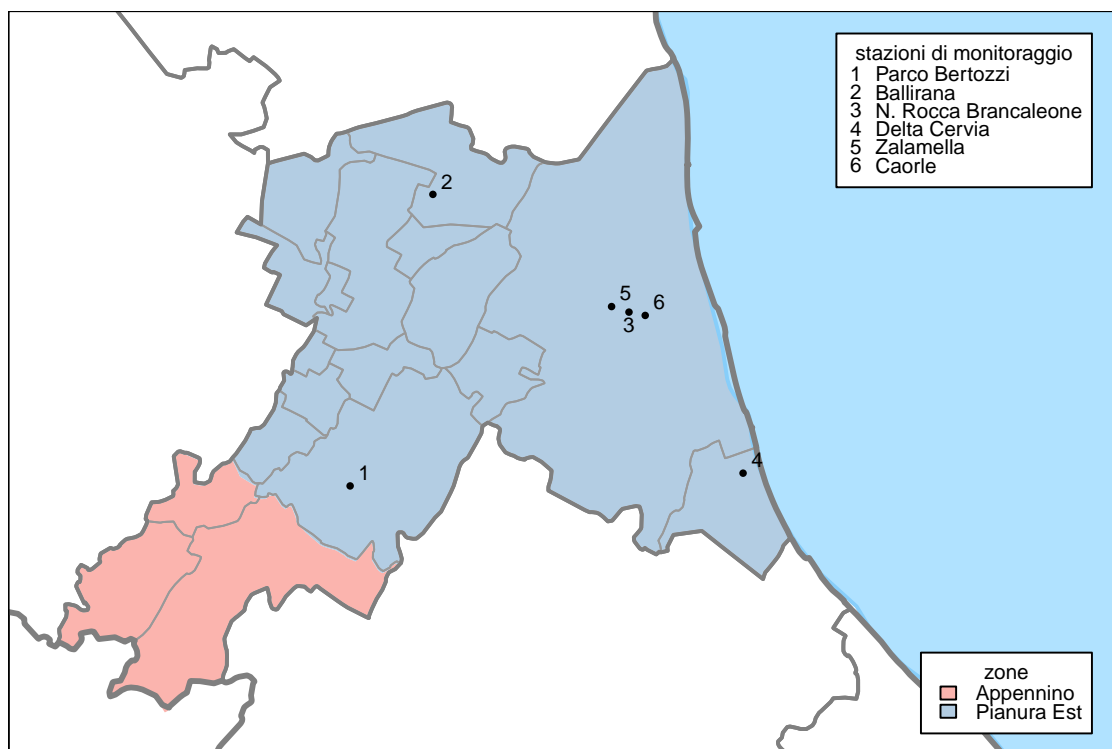 stazioni di monitoraggio
1 Parco Bertozzi
2 Ballirana
3 N. Rocca Brancaleone
4 Delta Cervia
5 Zalamella
6 Caorle
2
5
6
3
4
1
zone
Appennino
Pianura Est